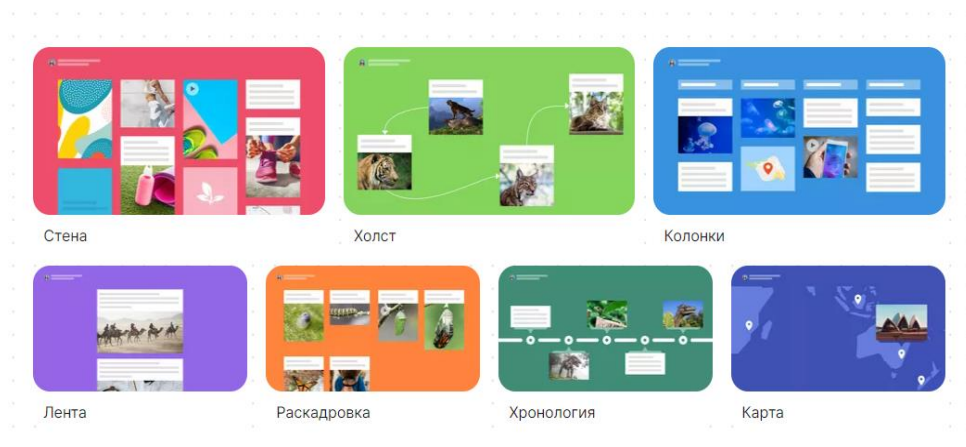 Стена
Холст
Колонки
Лента
Раскадровка
Хронология
Карта